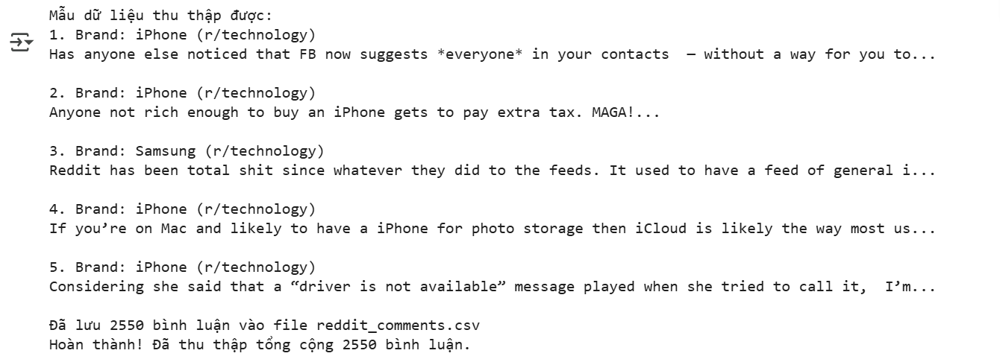 Mẫu dữ liệu thu thập được:
1. Brand: iPhone (r/technology)
Has anyone else noticed that FB now suggests *everyone* in your contacts  — without a way for you to...
2. Brand: iPhone (r/technology)
Anyone not rich enough to buy an iPhone gets to pay extra tax. MAGA!...
3. Brand: Samsung (r/technology)
Reddit has been total shit since whatever they did to the feeds. It used to have a feed of general i...
4. Brand: iPhone (r/technology)
If you’re on Mac and likely to have a iPhone for photo storage then iCloud is likely the way most us...
5. Brand: iPhone (r/technology)
Considering she said that a “driver is not available” message played when she tried to call it,  I’m...
Đã lưu 2550 bình luận vào file reddit_comments.csv
Hoàn thành! Đã thu thập tổng cộng 2550 bình luận.